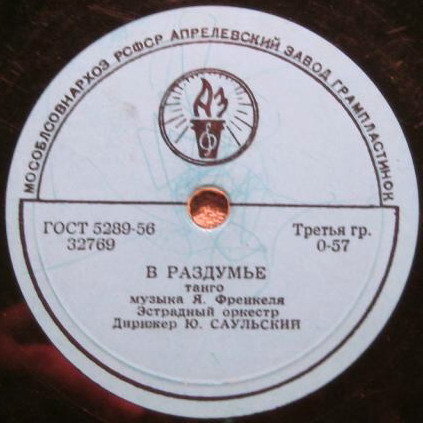 МОСОБЛСОВНАРХОЗ РСФСР АПРЕЛЕВСКИЙ ЗАВОД ГРАМПЛАСТИНОК
АЗ
ГОСТ 5289-56
32769
Третья гр.
0-57
В РАЗДУМЬЕ
танго
музыка Я. Френкеля
Эстрадный оркестр
Дирижер Ю. САУЛЬСКИЙ